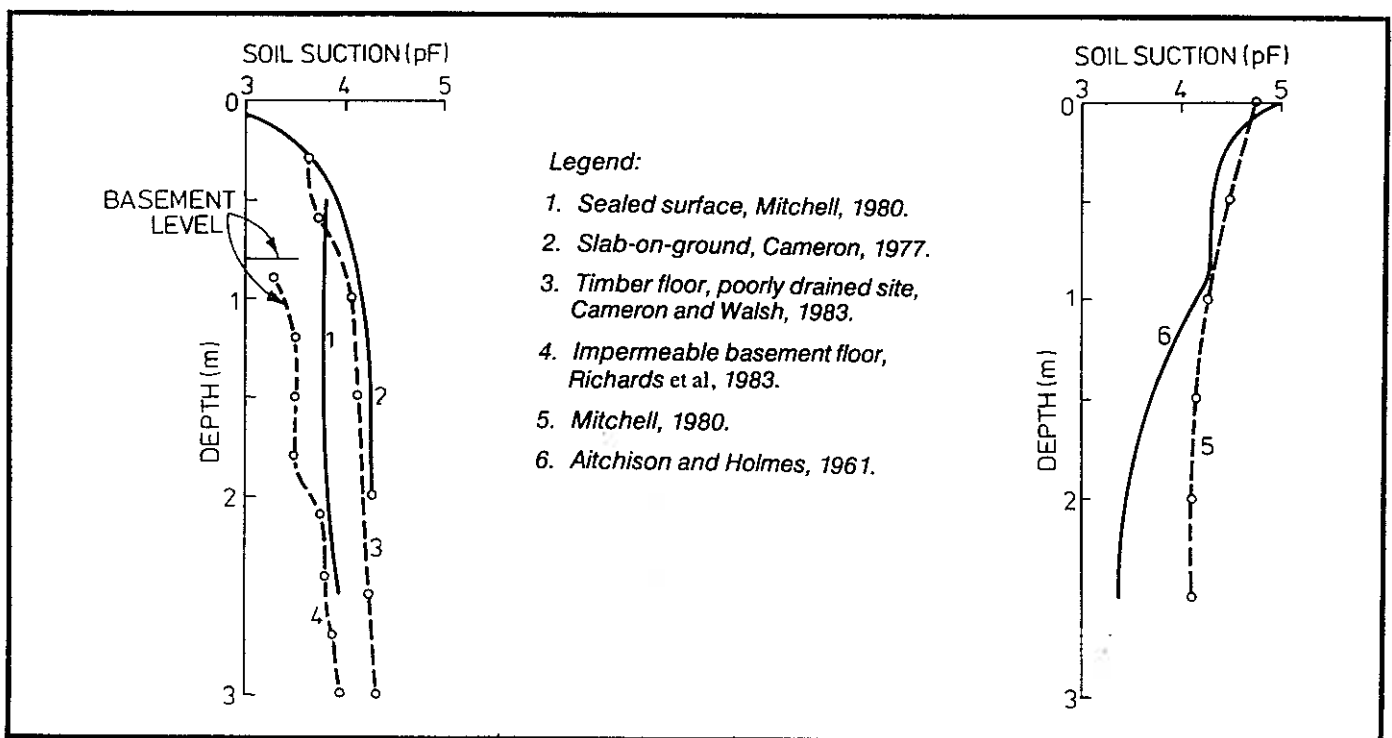 SOIL SUCTION (pF)
3 4 5
0
BASEMENT
LEVEL
1
2
3
DEPTH (m)
1
2
3
4
Legend:
1. Sealed surface, Mitchell, 1980.
2. Slab-on-ground, Cameron, 1977.
3. Timber floor, poorly drained site,
Cameron and Walsh, 1983.
4. Impermeable basement floor,
Richards et al, 1983.
5. Mitchell, 1980.
6. Aitchison and Holmes, 1961.
SOIL SUCTION (pF)
3 4 5
0
1
2
3
DEPTH (m)
6
5